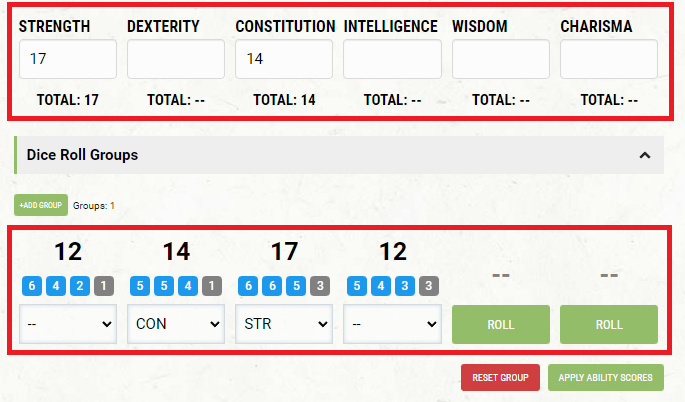 STRENGTH DEXTERITY CONSTITUTION INTELLIGENCE WISDOM CHARISMA
17 14
TOTAL: 17 TOTAL: -- TOTAL: 14 TOTAL: -- TOTAL: -- TOTAL: --
Dice Roll Groups
+ADD GROUP Groups: 1
12 14 17 12 -- --
6 4 2 1 5 5 4 1 6 6 5 3 5 4 3 3
-- CON STR -- ROLL ROLL
RESET GROUP APPLY ABILITY SCORES